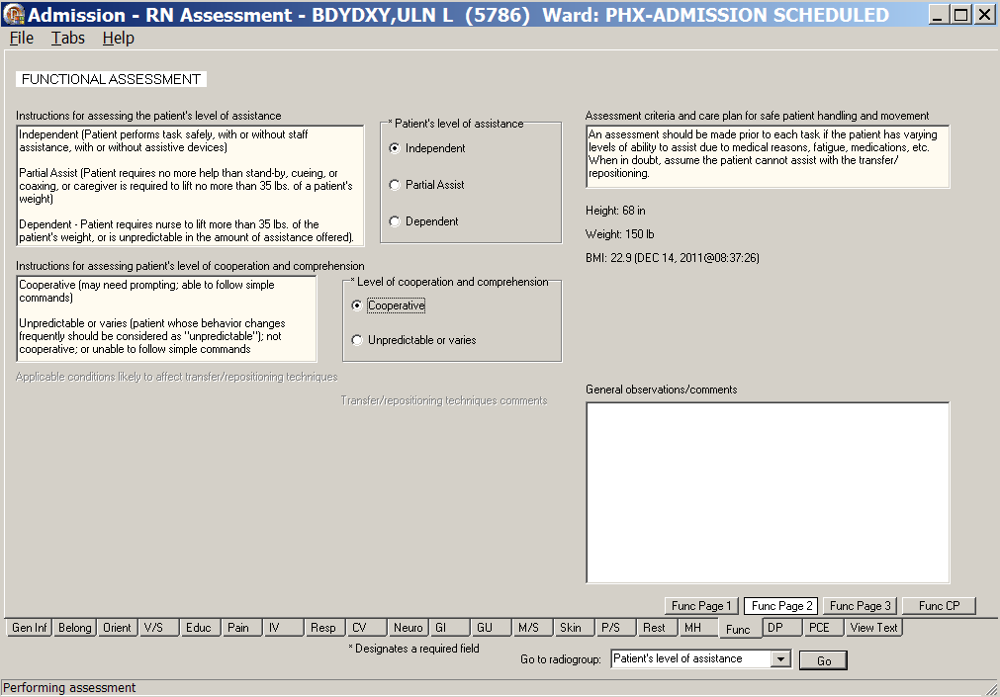 Admission - RN Assessment - BDYDXY,ULN L (5786) Ward: PHX-ADMISSION SCHEDULED
File Tabs Help
FUNCTIONAL ASSESSMENT
Instructions for assessing the patient's level of assistance
Independent (Patient performs task safely, with or without staff
assistance, with or without assistive devices)
Partial Assist (Patient requires no more help than stand-by, cueing, or
coaxing, or caregiver is required to lift no more than 35 lbs. of a patient's
weight)
Dependent - Patient requires nurse to lift more than 35 lbs. of the
patient's weight, or is unpredictable in the amount of assistance offered).
* Patient's level of assistance
Independent
Partial Assist
Dependent
Assessment criteria and care plan for safe patient handling and movement
An assessment should be made prior to each task if the patient has varying
levels of ability to assist due to medical reasons, fatigue, medications, etc.
When in doubt, assume the patient cannot assist with the transfer/
repositioning.
Height: 68 in
Weight: 150 lb
BMI: 22.9 (DEC 14, 2011@08:37:26)
Instructions for assessing patient's level of cooperation and comprehension
Cooperative (may need prompting; able to follow simple
commands)
Unpredictable or varies (patient whose behavior changes
frequently should be considered as "unpredictable"); not
cooperative; or unable to follow simple commands
* Level of cooperation and comprehension
Cooperative
Unpredictable or varies
Applicable conditions likely to affect transfer/repositioning techniques
Transfer/repositioning techniques comments
General observations/comments
Func Page 1 Func Page 2 Func Page 3 Func CP
Gen Inf Belong Orient V/S Educ Pain IV Resp CV Neuro GI GU M/S Skin P/S Rest MH Func DP PCE View Text
* Designates a required field
Go to radiogroup: Patient's level of assistance Go
Performing assessment